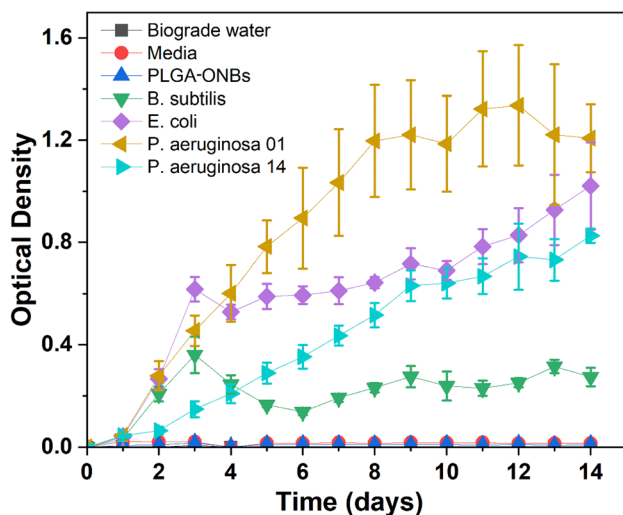 1.6
1.2
0.8
0.4
0.0
Optical Density
Biograde water
Media
PLGA-ONBs
B. subtilis
E. coli
P. aeruginosa 01
P. aeruginosa 14
0 2 4 6 8 10 12 14
Time (days)